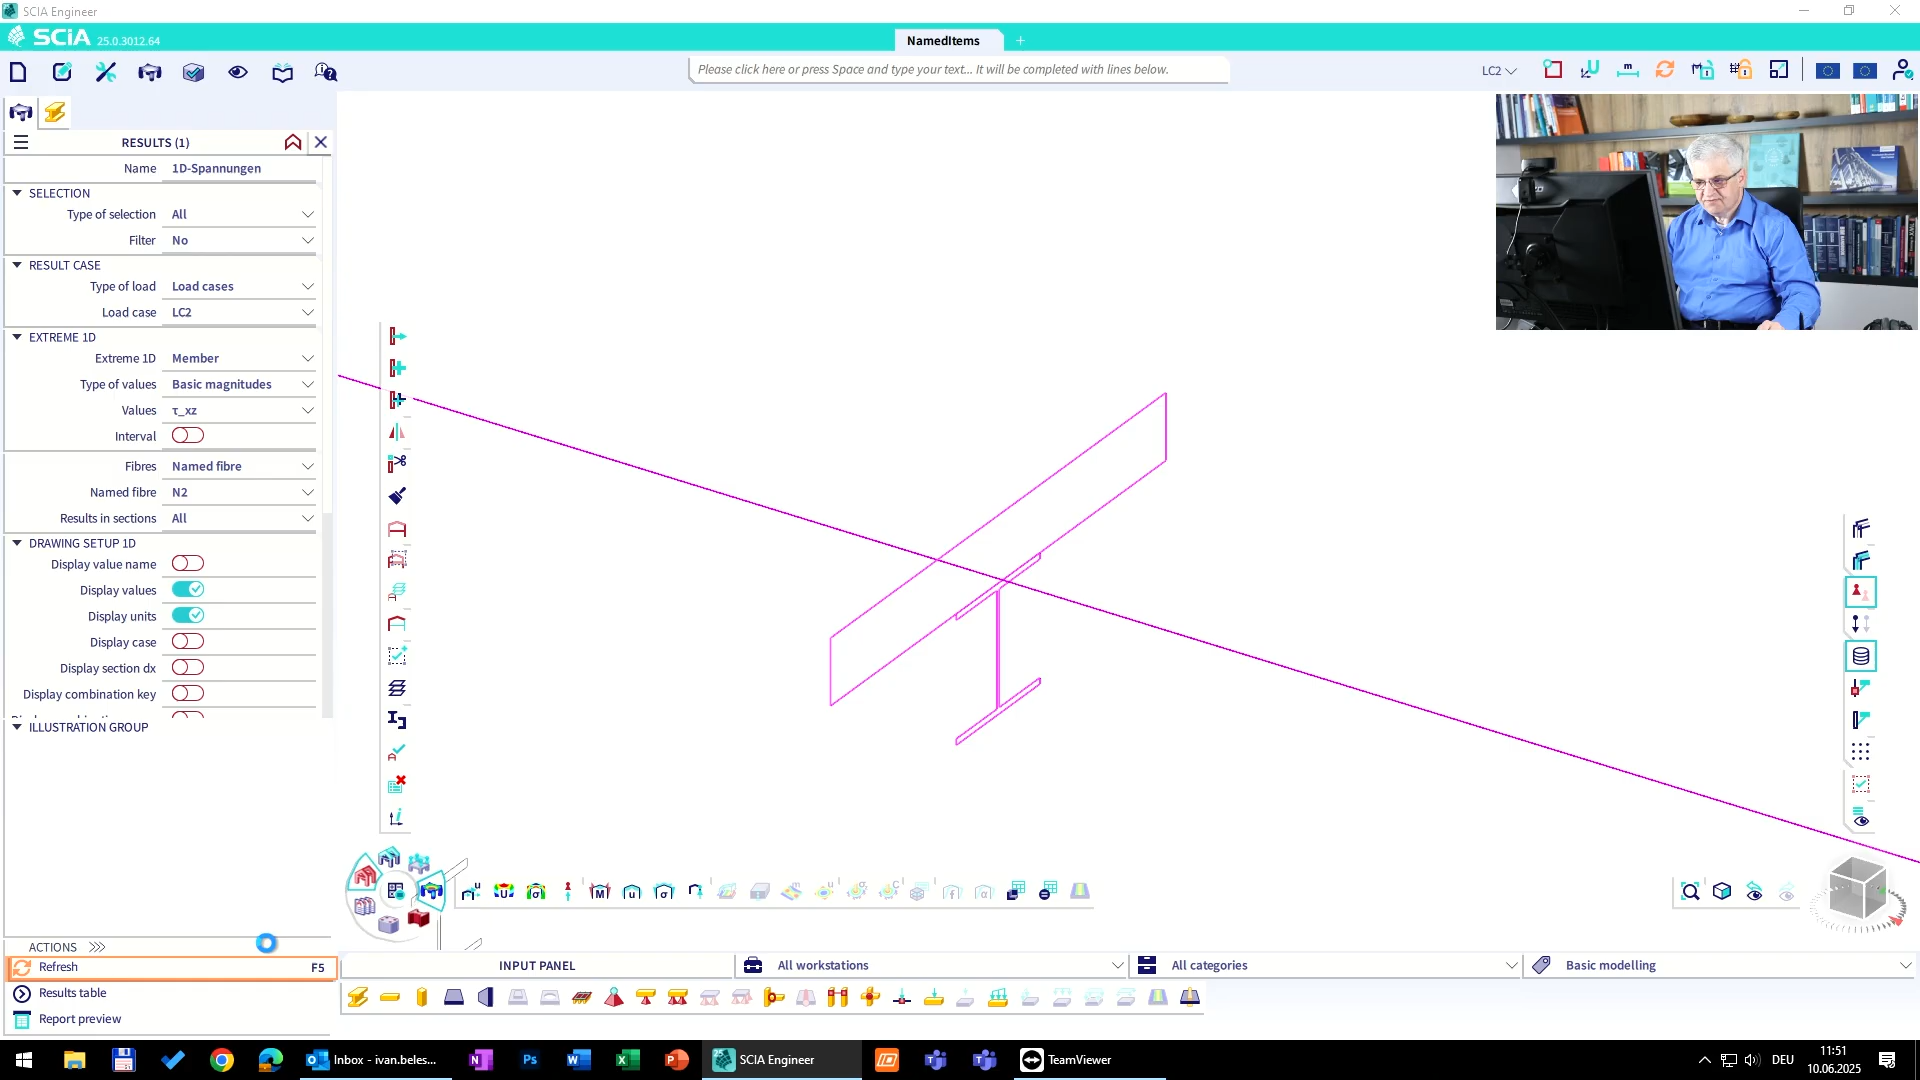 SCIA Engineer
SCiA 25.0.3012.64
NamedItems
Please click here or press Space and type your text... It will be completed with lines below.
LC2
RESULTS (1)
Name 1D-Spannungen
SELECTION
Type of selection All
Filter No
RESULT CASE
Type of load Load cases
Load case LC2
EXTREME 1D
Extreme 1D Member
Type of values Basic magnitudes
Values τ_xz
Interval
Fibres Named fibre
Named fibre N2
Results in sections All
DRAWING SETUP 1D
Display value name
Display values
Display units
Display case
Display section dx
Display combination key
ILLUSTRATION GROUP
ACTIONS >>>
Refresh F5
Results table
Report preview
INPUT PANEL
All workstations
All categories
Basic modelling
Inbox - ivan.beles...
SCIA Engineer
TeamViewer
DEU
11:51
10.06.2025